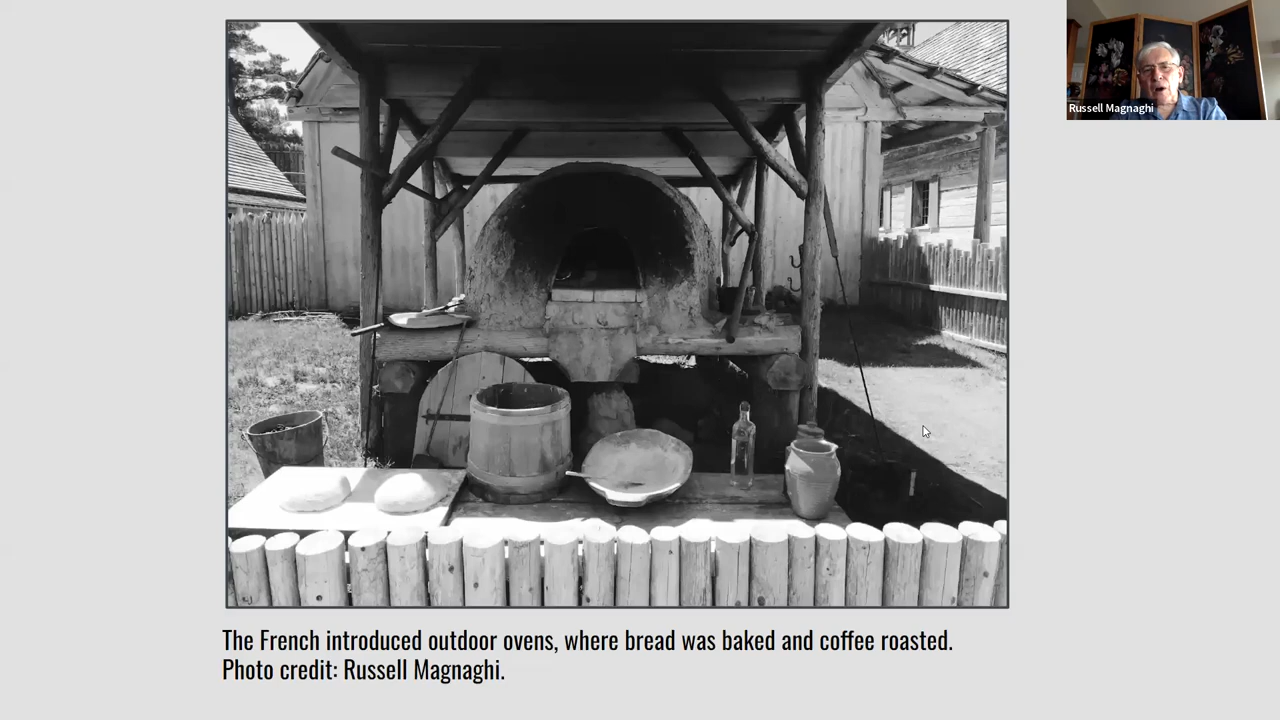 Russell Magnaghi
The French introduced outdoor ovens, where bread was baked and coffee roasted.
Photo credit: Russell Magnaghi.